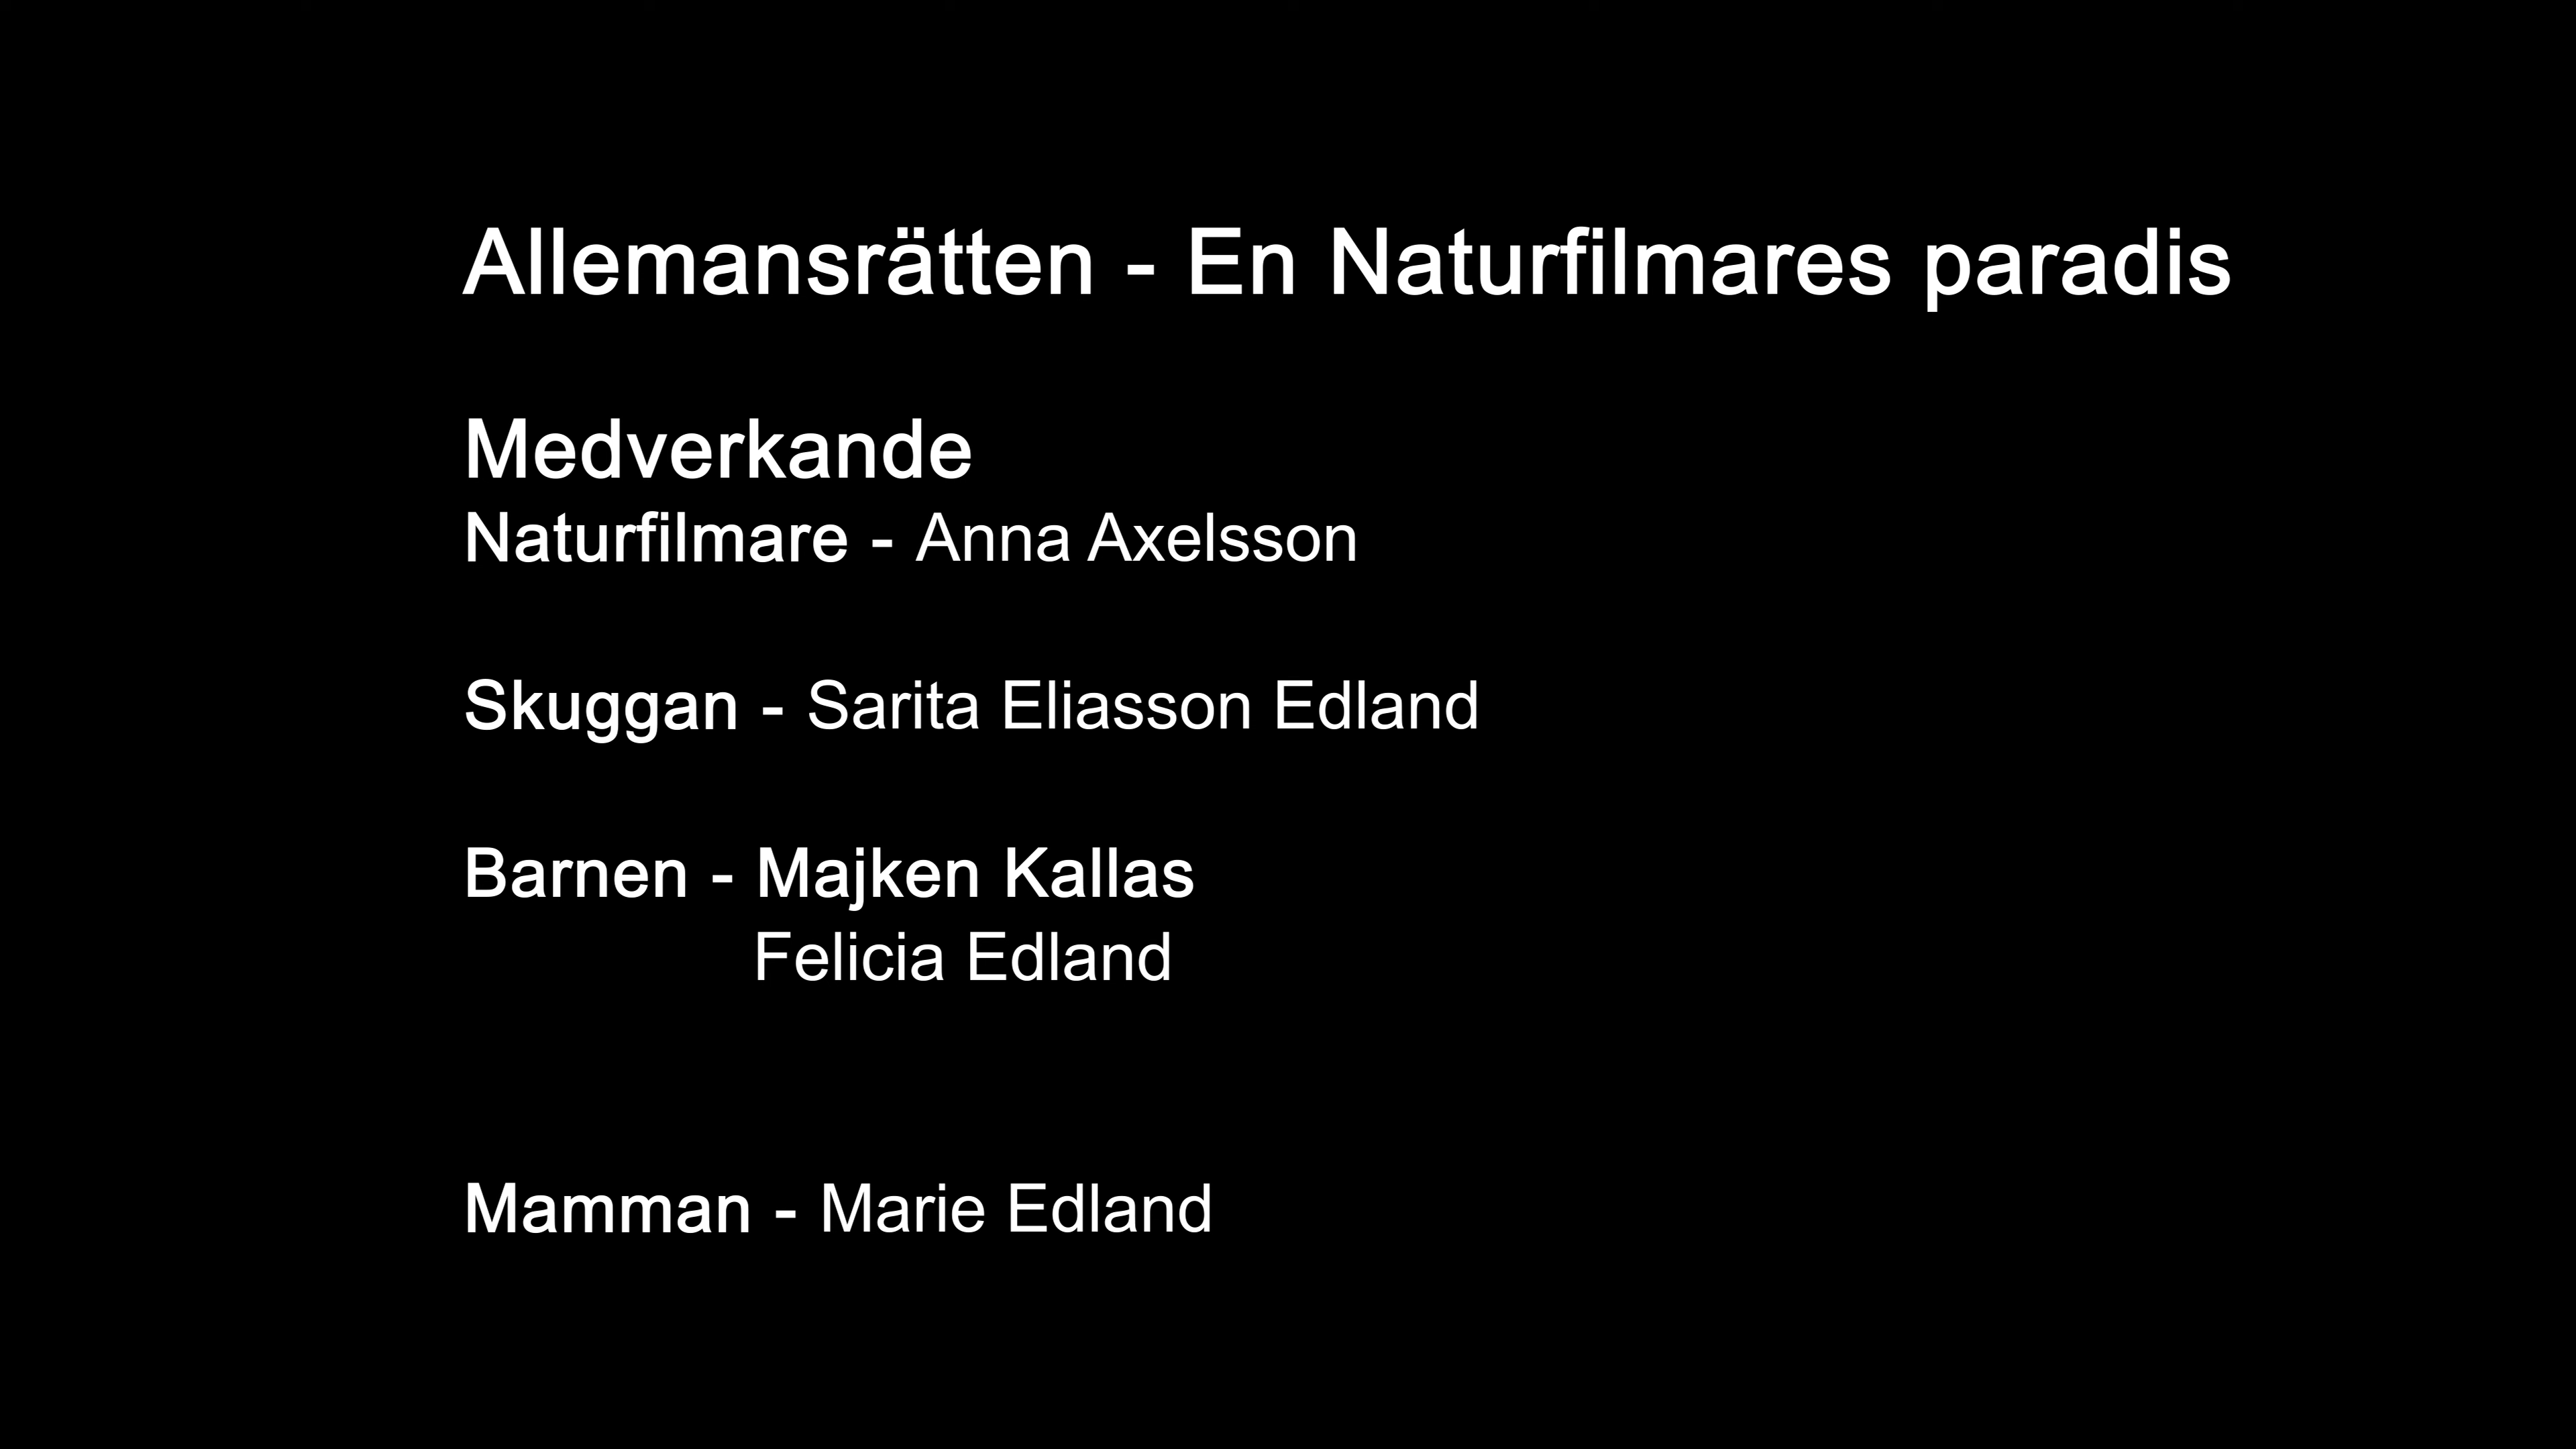 Allemansrätten - En Naturfilmares paradis
Medverkande
Naturfilmare - Anna Axelsson
Skuggan - Sarita Eliasson Edland
Barnen - Majken Kallas
Felicia Edland
Mamman - Marie Edland